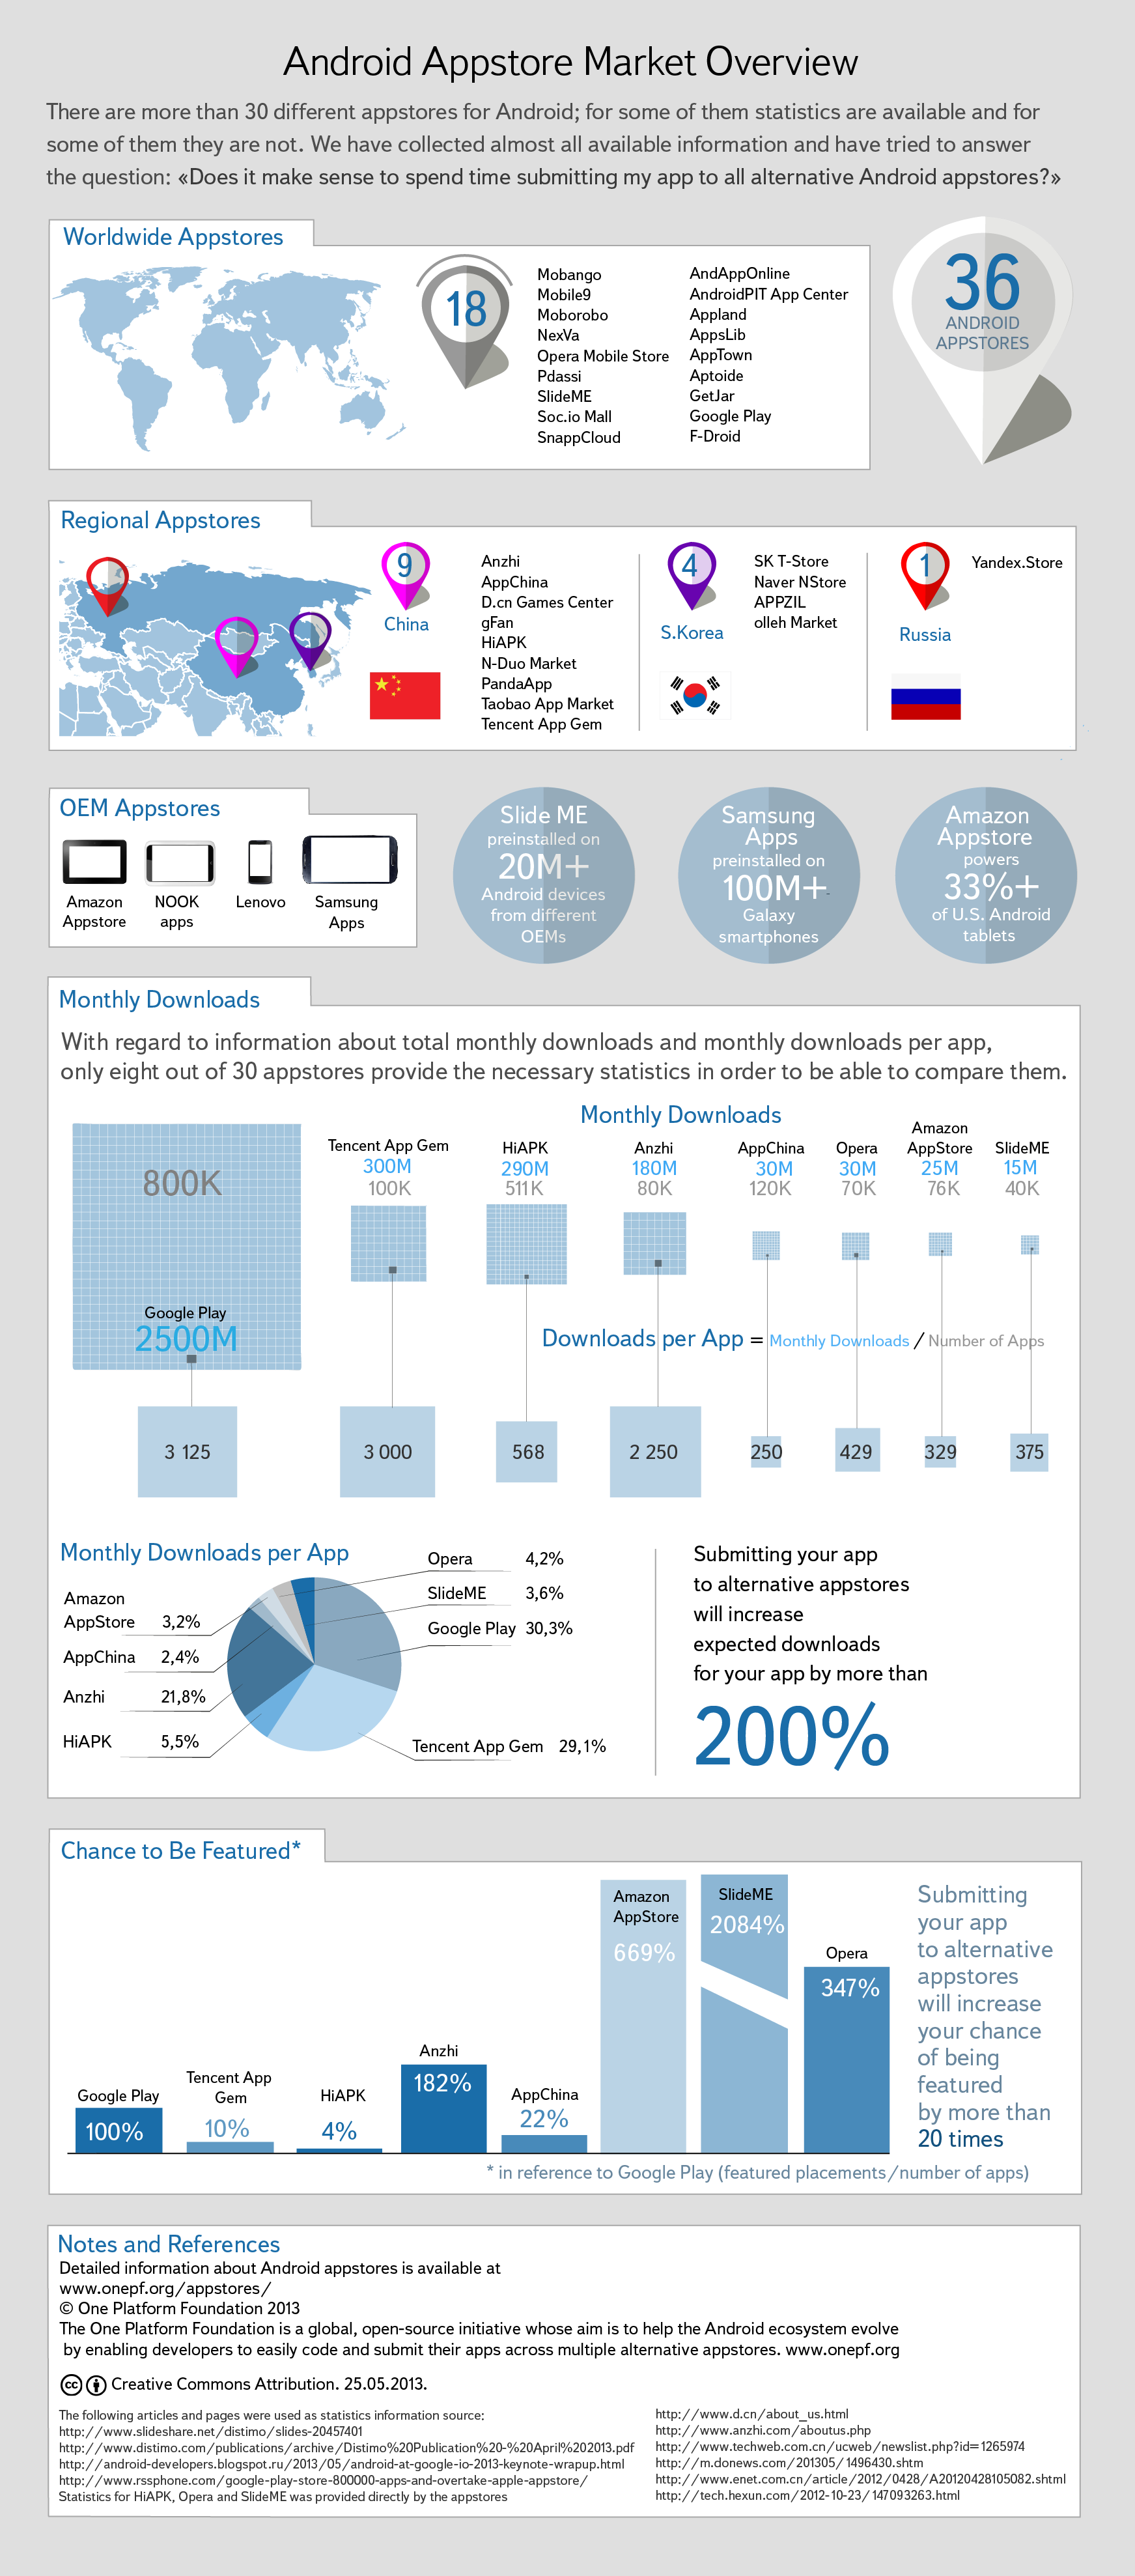 Android Appstore Market Overview
There are more than 30 different appstores for Android; for some of them statistics are available and for
some of them they are not. We have collected almost all available information and have tried to answer
the question: «Does it make sense to spend time submitting my app to all alternative Android appstores?»
Worldwide Appstores
18
Mobango
Mobile9
Moborobo
NexVa
Opera Mobile Store
Pdassi
SlideME
Soc.io Mall
SnappCloud
AndAppOnline
AndroidPIT App Center
Appland
AppsLib
AppTown
Aptoide
GetJar
Google Play
F-Droid
36
ANDROID
APPSTORES
Regional Appstores
9
China
Anzhi
AppChina
D.cn Games Center
gFan
HiAPK
N-Duo Market
PandaApp
Taobao App Market
Tencent App Gem
4
S.Korea
SK T-Store
Naver NStore
APPZIL
olleh Market
1
Russia
Yandex.Store
OEM Appstores
Amazon
Appstore
NOOK
apps
Lenovo
Samsung
Apps
Slide ME
preinstalled on
20M+
Android devices
from different
OEMs
Samsung
Apps
preinstalled on
100M+
Galaxy
smartphones
Amazon
Appstore
powers
33%+
of U.S. Android
tablets
Monthly Downloads
With regard to information about total monthly downloads and monthly downloads per app,
only eight out of 30 appstores provide the necessary statistics in order to be able to compare them.
Monthly Downloads
800K
Google Play
2500M
Tencent App Gem
300M
100K
HiAPK
290M
511K
Anzhi
180M
80K
AppChina
30M
120K
Opera
30M
70K
Amazon
AppStore
25M
76K
SlideME
15M
40K
Downloads per App = Monthly Downloads / Number of Apps
3 125
3 000
568
2 250
250
429
329
375
Monthly Downloads per App
Amazon
AppStore 3,2%
AppChina 2,4%
Anzhi 21,8%
HiAPK 5,5%
Opera 4,2%
SlideME 3,6%
Google Play 30,3%
Tencent App Gem 29,1%
Submitting your app
to alternative appstores
will increase
expected downloads
for your app by more than
200%
Chance to Be Featured*
Google Play
100%
Tencent App
Gem
10%
HiAPK
4%
Anzhi
182%
AppChina
22%
Amazon
AppStore
669%
SlideME
2084%
Opera
347%
Submitting
your app
to alternative
appstores
will increase
your chance
of being
featured
by more than
20 times
* in reference to Google Play (featured placements/number of apps)
Notes and References
Detailed information about Android appstores is available at
www.onepf.org/appstores/
© One Platform Foundation 2013
The One Platform Foundation is a global, open-source initiative whose aim is to help the Android ecosystem evolve
by enabling developers to easily code and submit their apps across multiple alternative appstores. www.onepf.org
cc Creative Commons Attribution. 25.05.2013.
The following articles and pages were used as statistics information source:
http://www.slideshare.net/distimo/slides-20457401
http://www.distimo.com/publications/archive/Distimo%20Publication%20-%20April%202013.pdf
http://android-developers.blogspot.ru/2013/05/android-at-google-io-2013-keynote-wrapup.html
http://www.rssphone.com/google-play-store-800000-apps-and-overtake-apple-appstore/
Statistics for HiAPK, Opera and SlideME was provided directly by the appstores
http://www.d.cn/about_us.html
http://www.anzhi.com/aboutus.php
http://www.techweb.com.cn/ucweb/newslist.php?id=1265974
http://m.donews.com/201305/1496430.shtm
http://www.enet.com.cn/article/2012/0428/A20120428105082.shtml
http://tech.hexun.com/2012-10-23/147093263.html